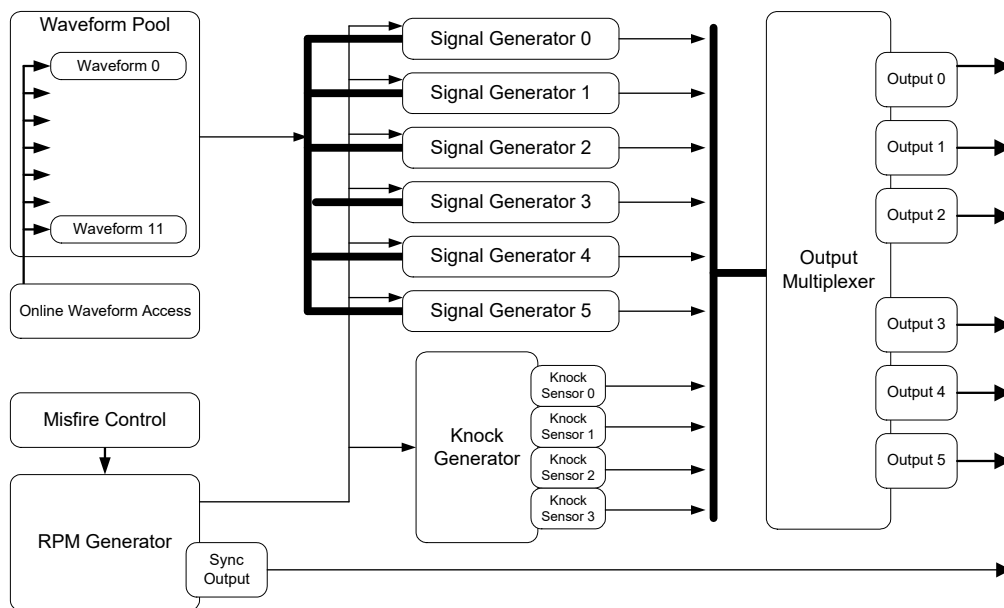 Waveform Pool
Waveform 0
Waveform 11
Online Waveform Access
Misfire Control
RPM Generator
Sync
Output
Signal Generator 0
Signal Generator 1
Signal Generator 2
Signal Generator 3
Signal Generator 4
Signal Generator 5
Knock
Generator
Knock
Sensor 0
Knock
Sensor 1
Knock
Sensor 2
Knock
Sensor 3
Output
Multiplexer
Output 0
Output 1
Output 2
Output 3
Output 4
Output 5